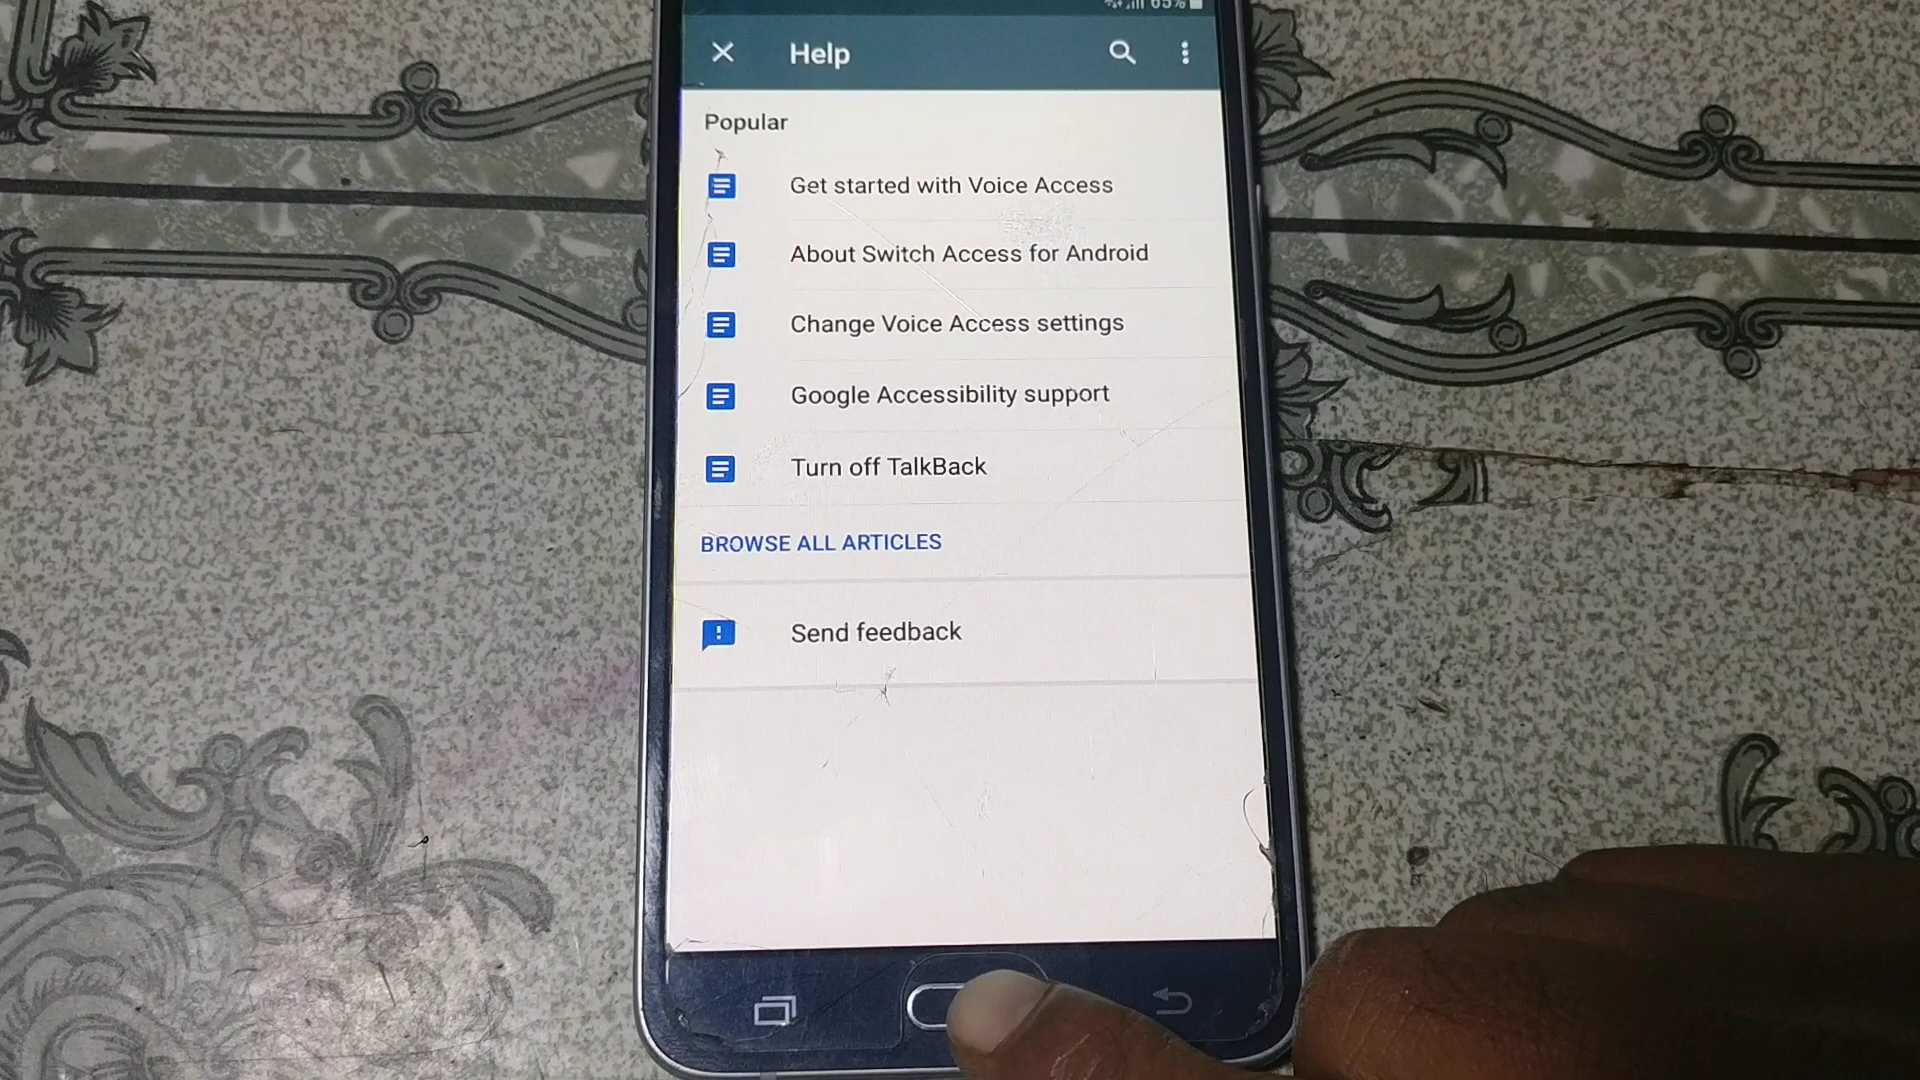 65%
Help
Popular
Get started with Voice Access
About Switch Access for Android
Change Voice Access settings
Google Accessibility support
Turn off TalkBack
BROWSE ALL ARTICLES
Send feedback